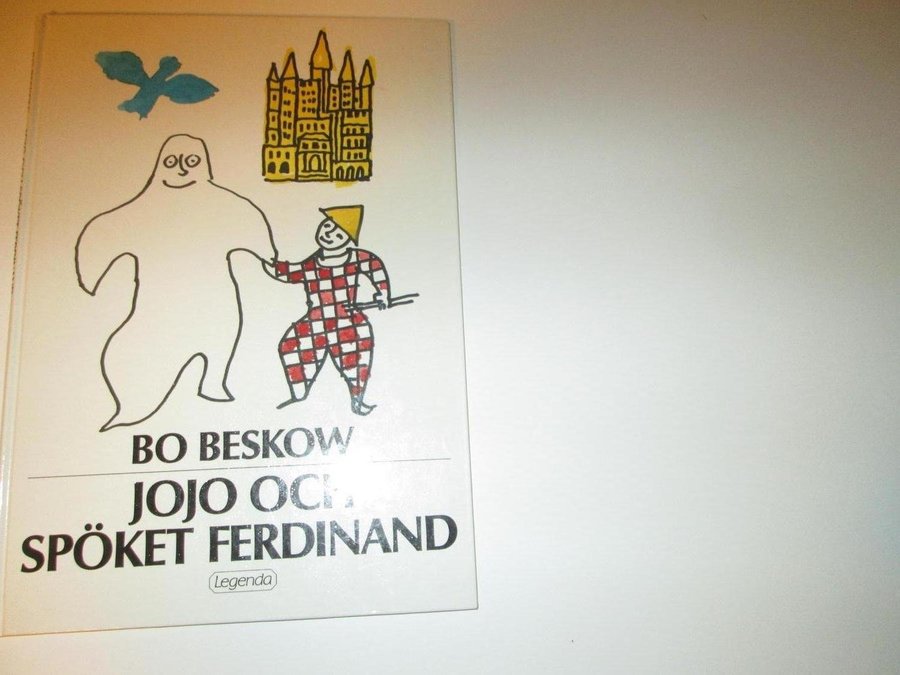 BO BESKOW
JOJO OCH
SPÖKET FERDINAND
Legenda